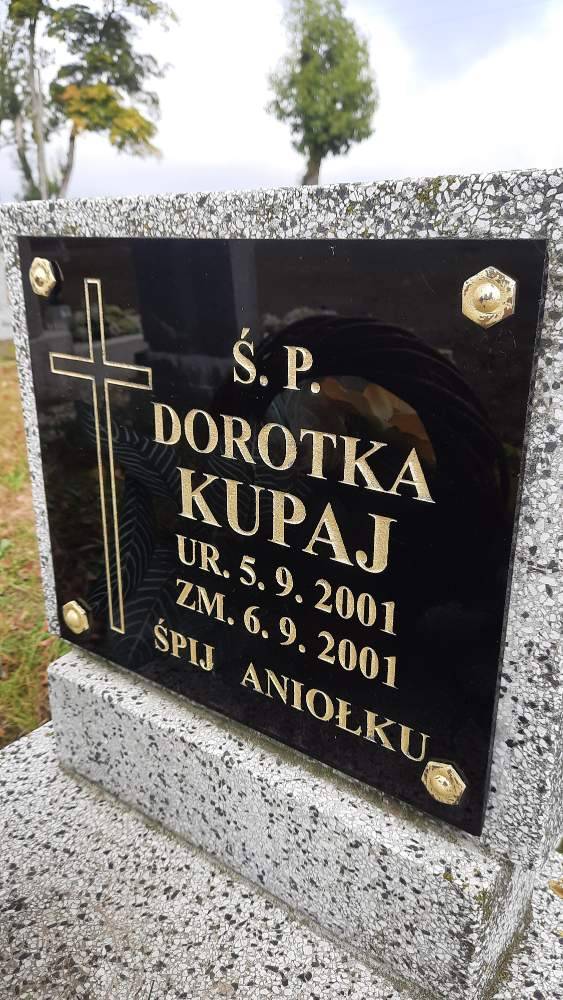 Ś. P.
DOROTKA
KUPAJ
UR. 5. 9. 2001
ZM. 6. 9. 2001
ŚPIJ ANIOŁKU